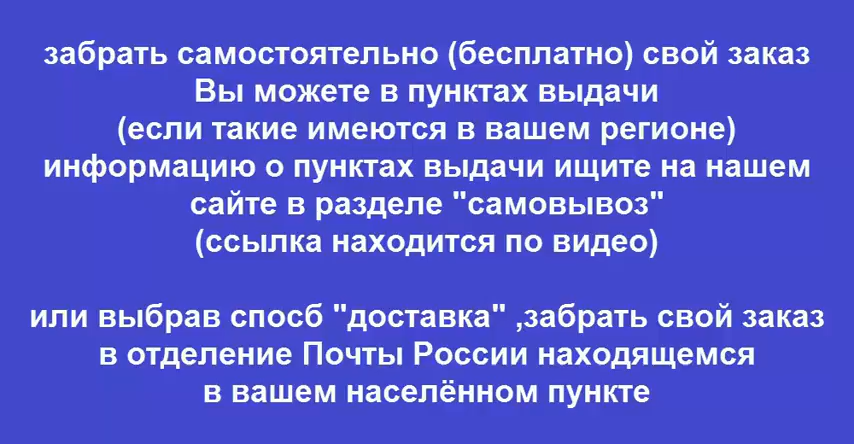 забрать самостоятельно (бесплатно) свой заказ
Вы можете в пунктах выдачи
(если такие имеются в вашем регионе)
информацию о пунктах выдачи ищите на нашем
сайте в разделе "самовывоз"
(ссылка находится по видео)
или выбрав спосб "доставка" ,забрать свой заказ
в отделение Почты России находящемся
в вашем населённом пункте